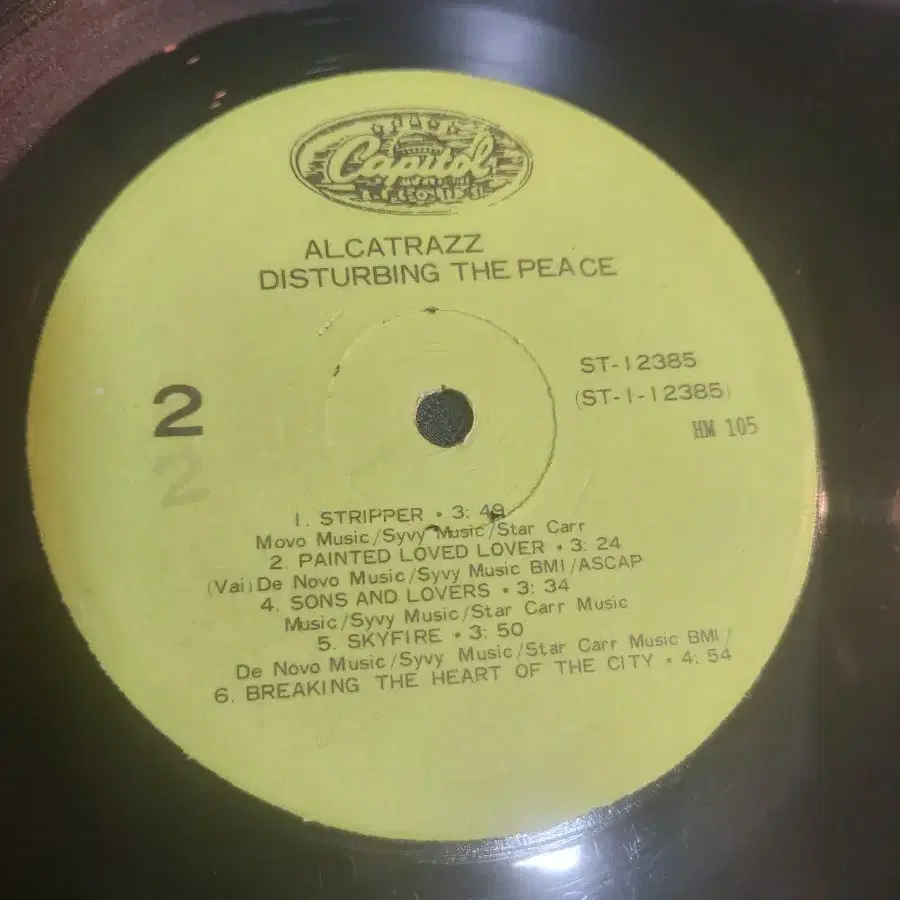 Capitol
RECORDS
ALCATRAZZ
DISTURBING THE PEACE
ST-12385
(ST-1-12385)
HM 105
2
2
1. STRIPPER • 3: 49
Movo Music/Syvy Music/Star Carr
2. PAINTED LOVED LOVER • 3: 24
(Vai) De Novo Music/Syvy Music BMI/ASCAP
4. SONS AND LOVERS • 3: 34
Music/Syvy Music/Star Carr Music
5. SKYFIRE • 3: 50
De Novo Music/Syvy Music/Star Carr Music BMI/
6. BREAKING THE HEART OF THE CITY • 4: 54